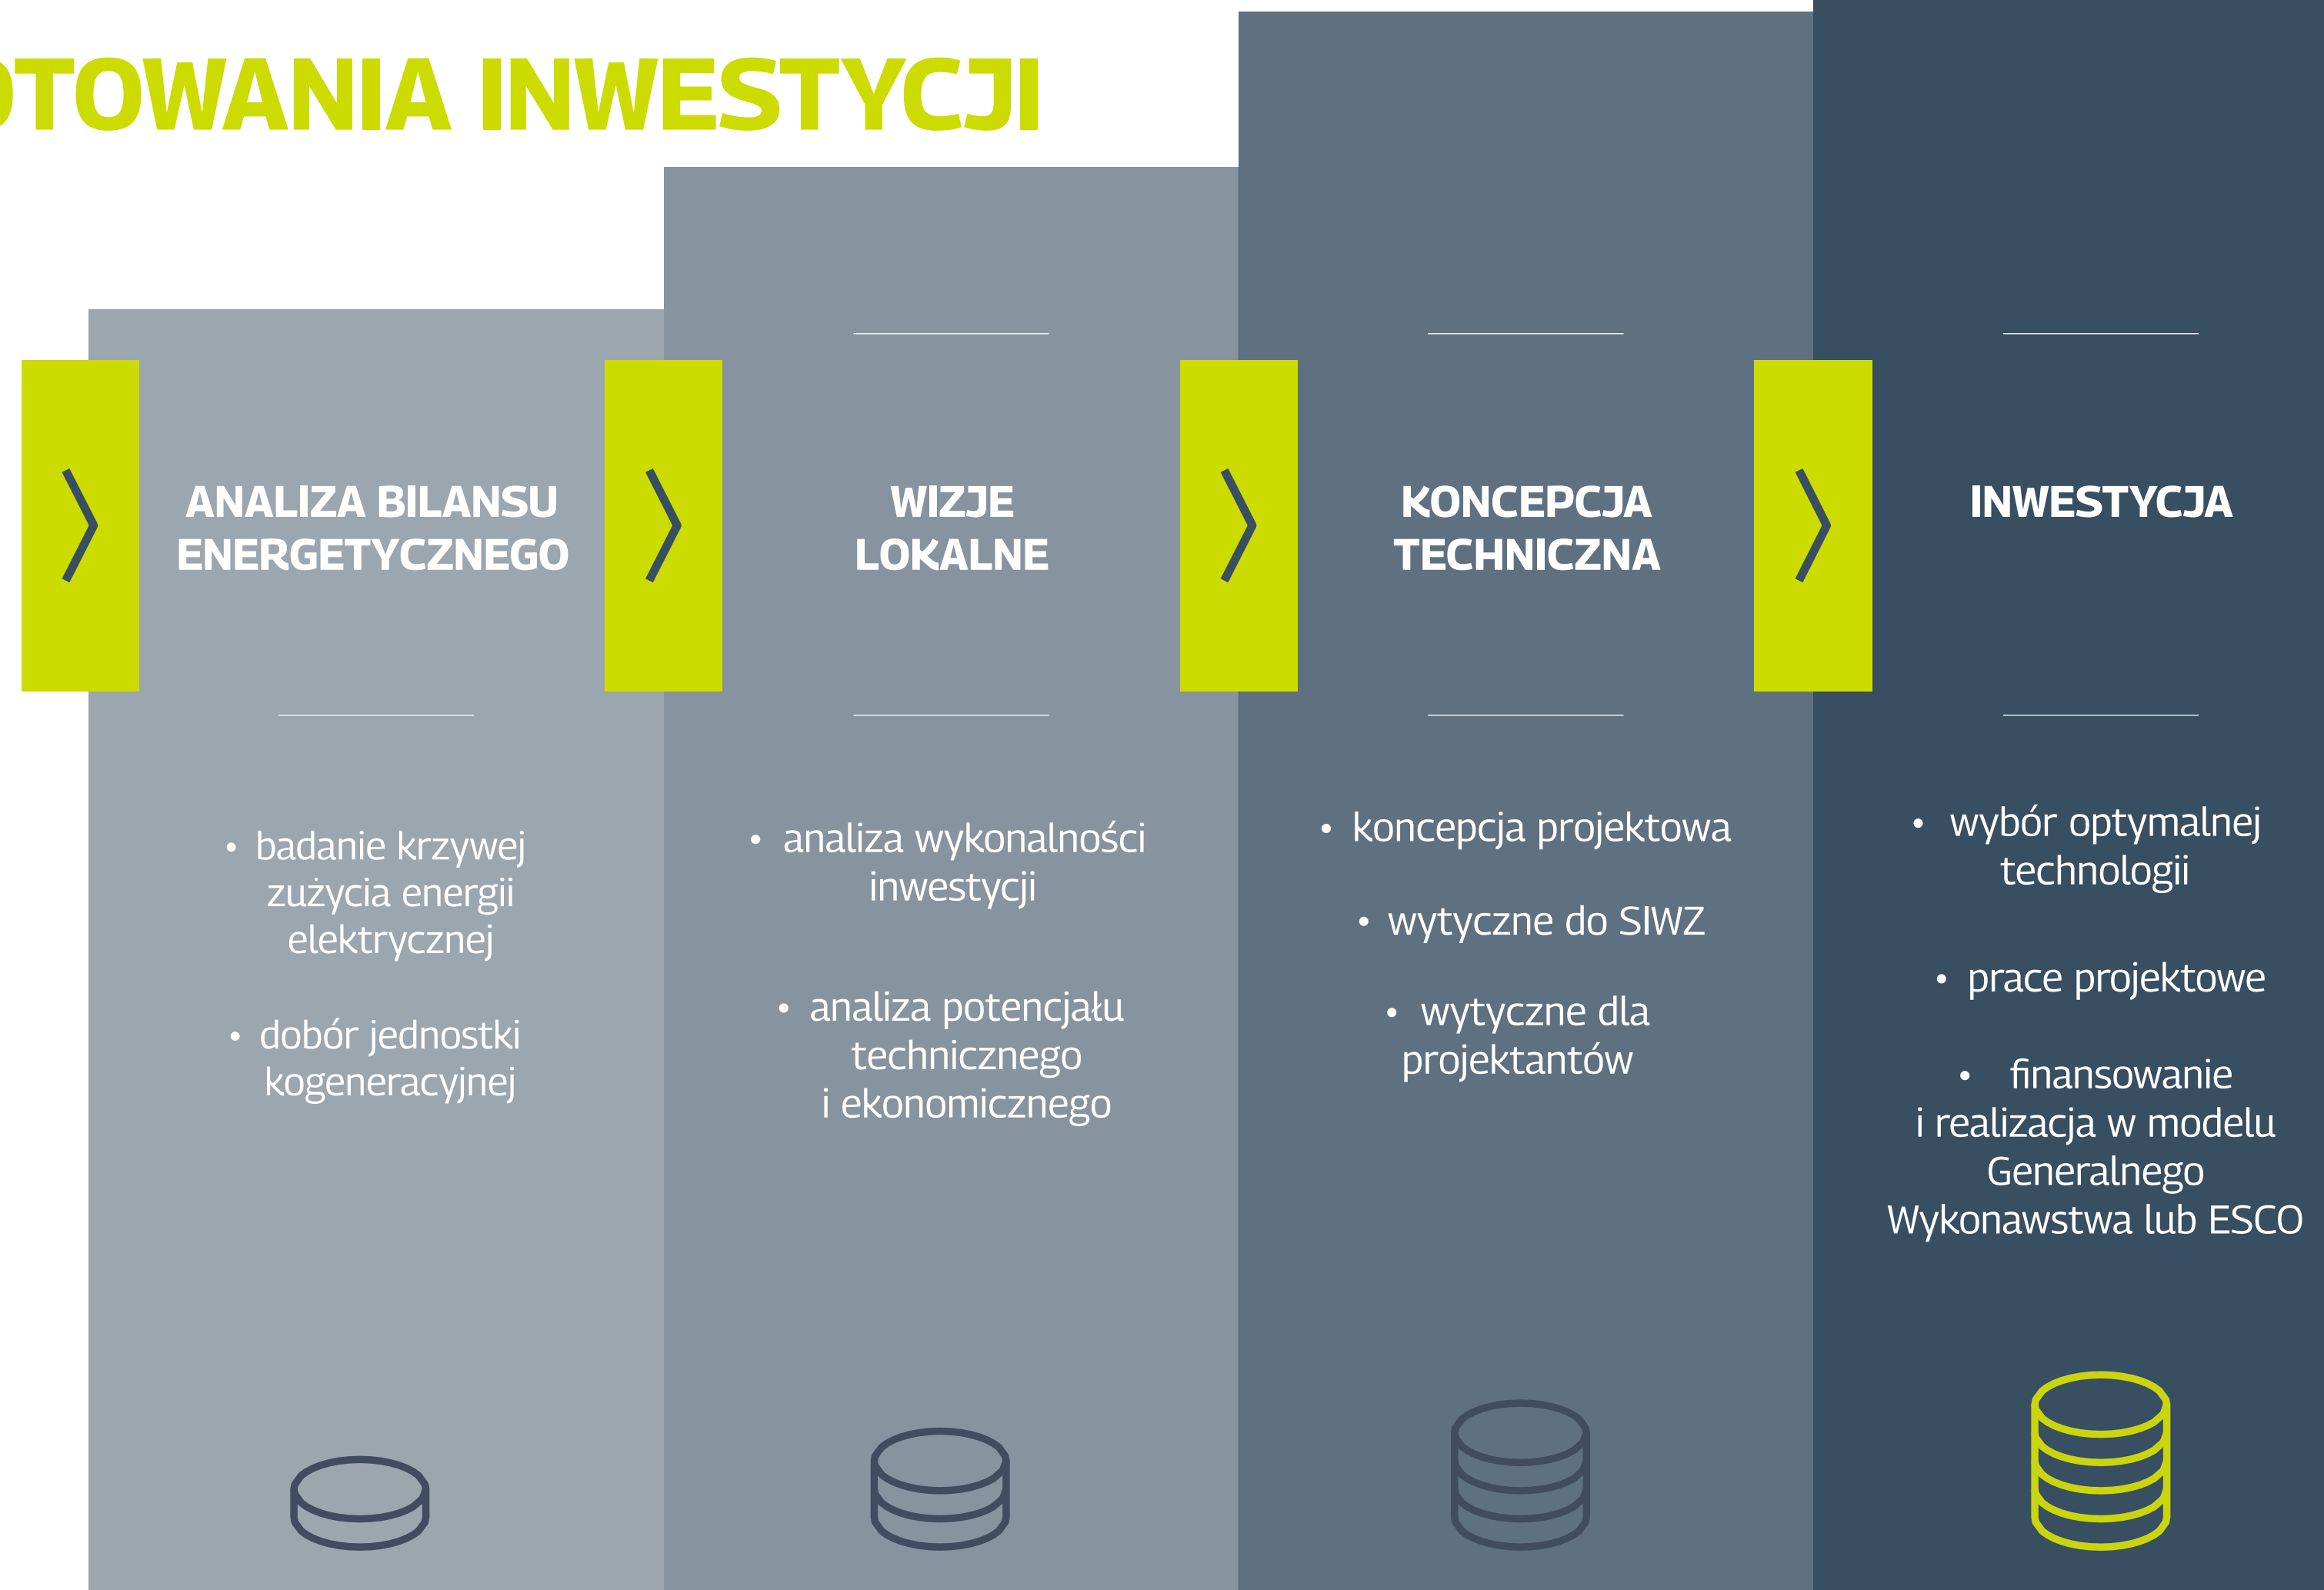 OTOWANIA INWESTYCJI
ANALIZA BILANSU
ENERGETYCZNEGO
• badanie krzywej
zużycia energii
elektrycznej
• dobór jednostki
kogeneracyjnej
WIZJE
LOKALNE
• analiza wykonalności
inwestycji
• analiza potencjału
technicznego
i ekonomicznego
KONCEPCJA
TECHNICZNA
• koncepcja projektowa
• wytyczne do SIWZ
• wytyczne dla
projektantów
INWESTYCJA
• wybór optymalnej
technologii
• prace projektowe
• finansowanie
i realizacja w modelu
Generalnego
Wykonawstwa lub ESCO